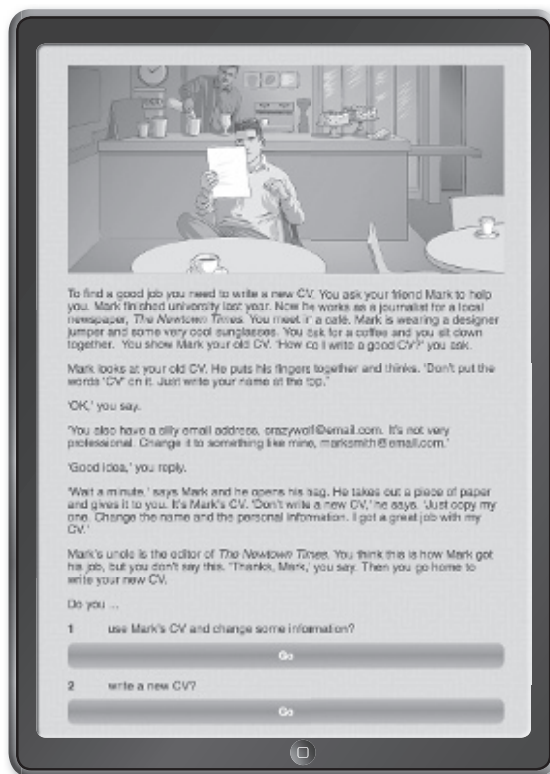 To find a good job you need to write a new CV. You ask your friend Mark to help
you. Mark finished university last year. Now he works as a journalist for a local
newspaper, The Newtown Times. You meet in a café. Mark is wearing a designer
jumper and some very cool sunglasses. You ask for a coffee and you sit down
together. You show Mark your old CV. 'How do I write a good CV?' you ask.
Mark looks at your old CV. He puts his fingers together and thinks. 'Don't put the
words 'CV' on it. Just write your name at the top.'
'OK,' you say.
'You also have a silly email address, crazywolf@email.com. It's not very
professional. Change it to something like mine, marksmith@email.com.'
'Good idea,' you reply.
'Wait a minute,' says Mark and he opens his bag. He takes out a piece of paper
and gives it to you. It's Mark's CV. 'Don't write a new CV,' he says. 'Just copy my
one. Change the name and the personal information. I got a great job with my
CV.'
Mark's uncle is the editor of The Newtown Times. You think this is how Mark got
his job, but you don't say this. 'Thanks, Mark,' you say. Then you go home to
write your new CV.
Do you ...
1 use Mark's CV and change some information?
Go
2 write a new CV?
Go